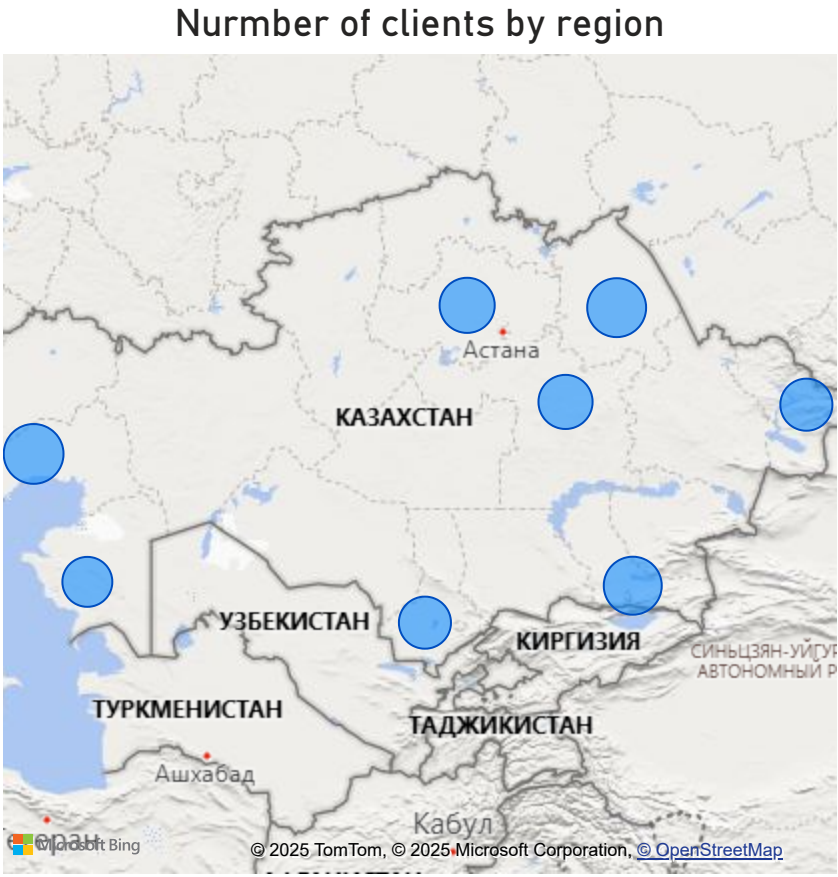 Nurmber of clients by region
Астана
КАЗАХСТАН
УЗБЕКИСТАН
КИРГИЗИЯ
СИНЬЦЗЯН-УЙГУР
АВТОНОМНЫЙ Р
ТУРКМЕНИСТАН
ТАДЖИКИСТАН
Ашхабад
Кабул
Microsoft Bing
© 2025 TomTom, © 2025 Microsoft Corporation, © OpenStreetMap